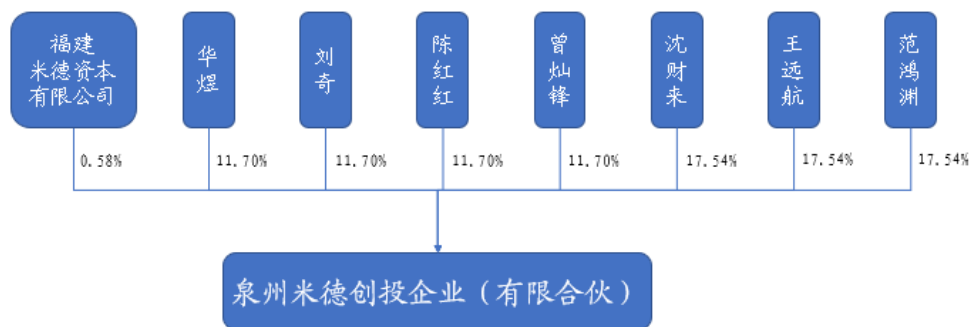 福建
米德资本
有限公司
华煜
刘奇
陈红红
曾灿锋
沈财来
王远航
范鸿渊
0.58%
11.70%
11.70%
11.70%
11.70%
17.54%
17.54%
17.54%
泉州米德创投企业（有限合伙）